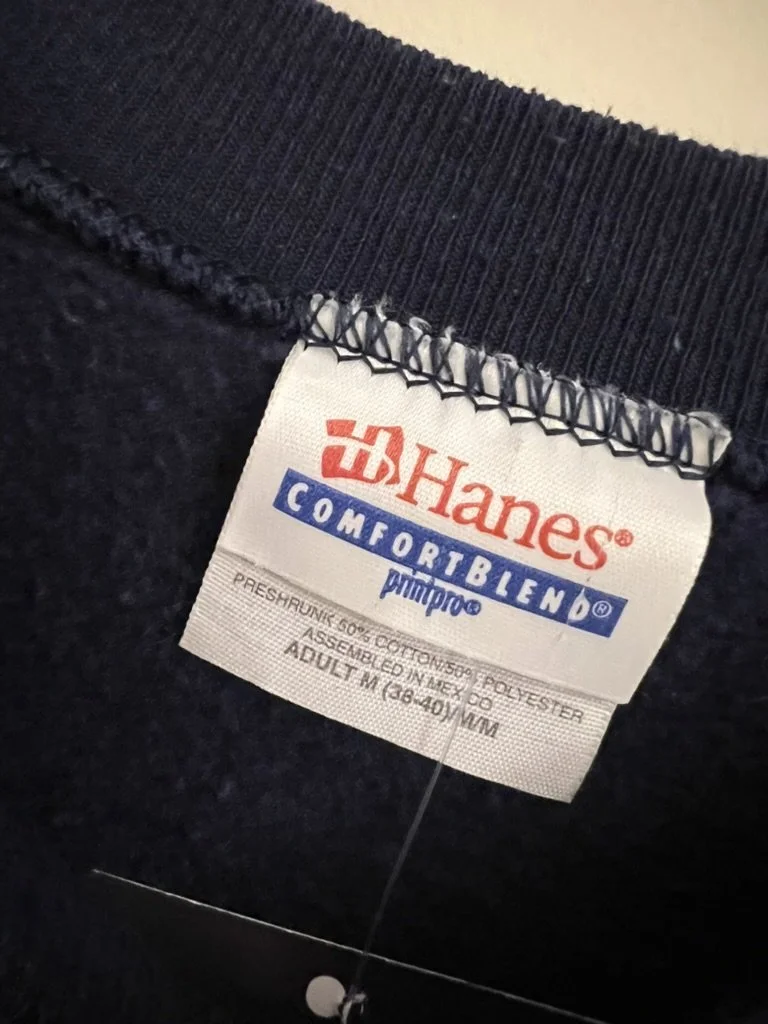 Hanes®
COMFORTBLEND®
printpro®
PRESHRUNK 50% COTTON/50% POLYESTER
ASSEMBLED IN MEXICO
ADULT M (38-40)/M/M